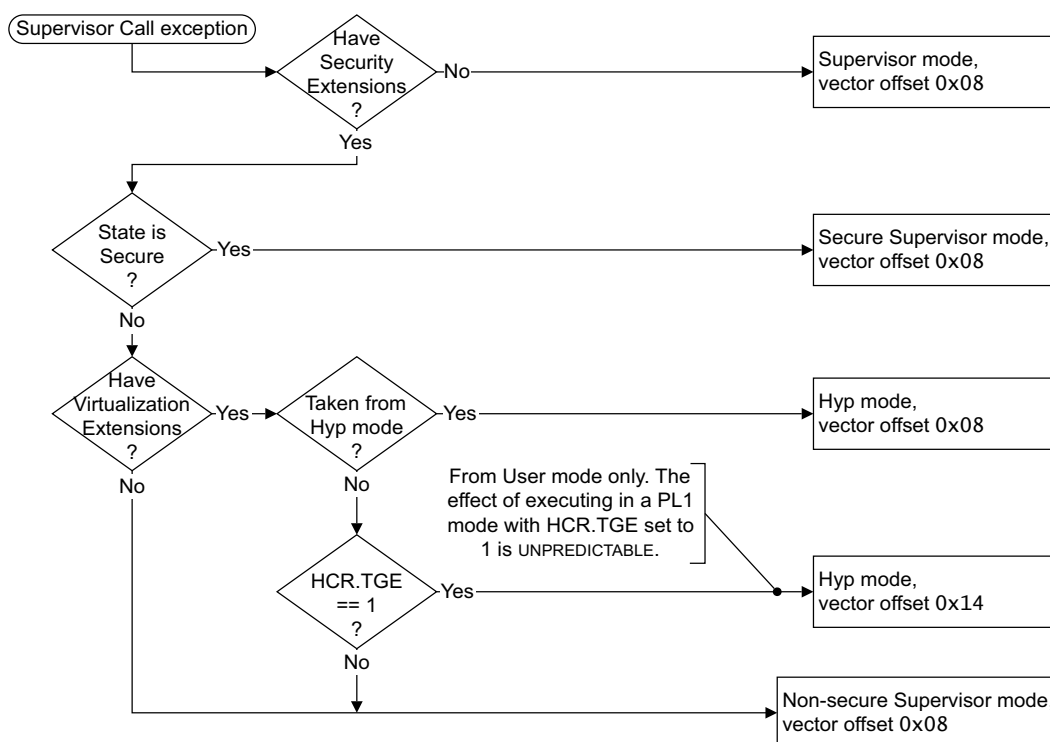 Supervisor Call exception
Have
Security
Extensions
?
No
Yes
Supervisor mode,
vector offset 0x08
State is
Secure
?
Yes
No
Secure Supervisor mode,
vector offset 0x08
Have
Virtualization
Extensions
?
Yes
No
Taken from
Hyp mode
?
Yes
No
Hyp mode,
vector offset 0x08
From User mode only. The
effect of executing in a PL1
mode with HCR.TGE set to
1 is UNPREDICTABLE.
HCR.TGE
== 1
?
Yes
No
Hyp mode,
vector offset 0x14
Non-secure Supervisor mode,
vector offset 0x08